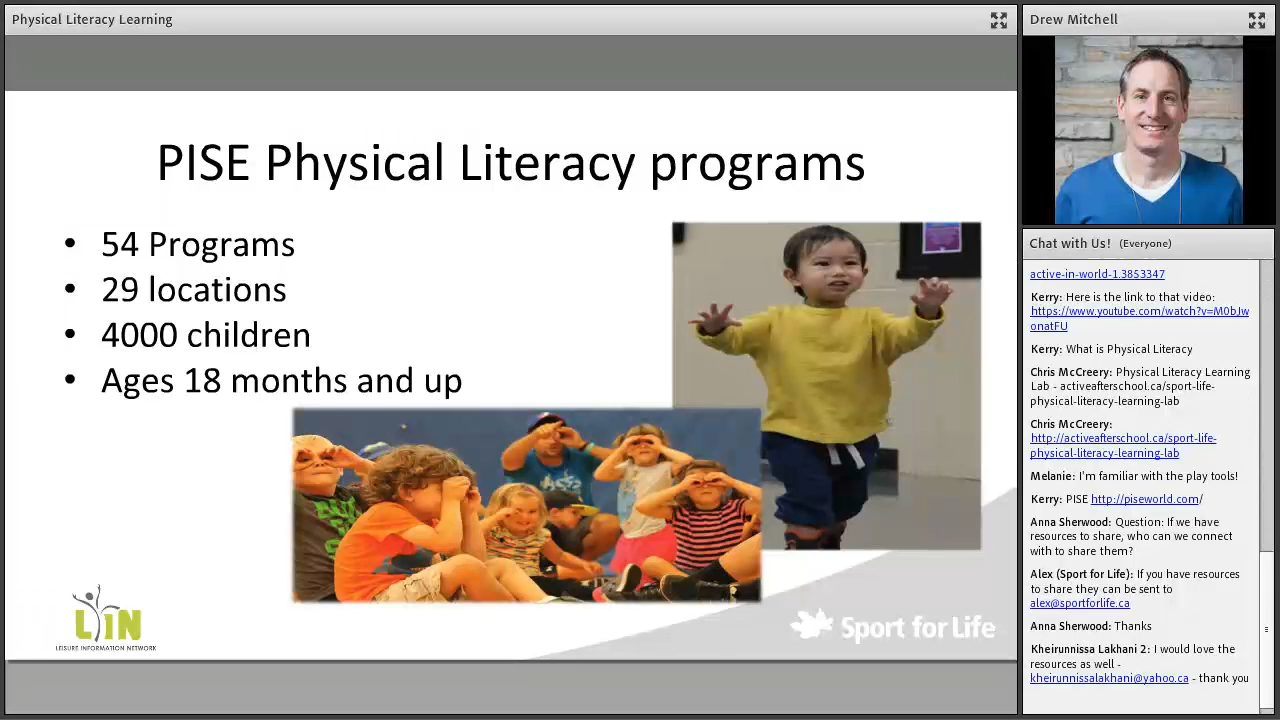 Physical Literacy Learning
PISE Physical Literacy programs
• 54 Programs
• 29 locations
• 4000 children
• Ages 18 months and up
LIN
LEISURE INFORMATION NETWORK
Sport for Life
Drew Mitchell
Chat with Us! (Everyone)
active-in-world-1.3853347
Kerry: Here is the link to that video:
https://www.youtube.com/watch?v=M0bJw
onatFU
Kerry: What is Physical Literacy
Chris McCreery: Physical Literacy Learning
Lab - activeafterschool.ca/sport-life-
physical-literacy-learning-lab
Chris McCreery:
http://activeafterschool.ca/sport-life-
physical-literacy-learning-lab
Melanie: I'm familiar with the play tools!
Kerry: PISE http://piseworld.com/
Anna Sherwood: Question: If we have
resources to share, who can we connect
with to share them?
Alex (Sport for Life): If you have resources
to share they can be sent to
alex@sportforlife.ca
Anna Sherwood: Thanks
Kheirunnissa Lakhani 2: I would love the
resources as well -
kheirunnissalakhani@yahoo.ca - thank you